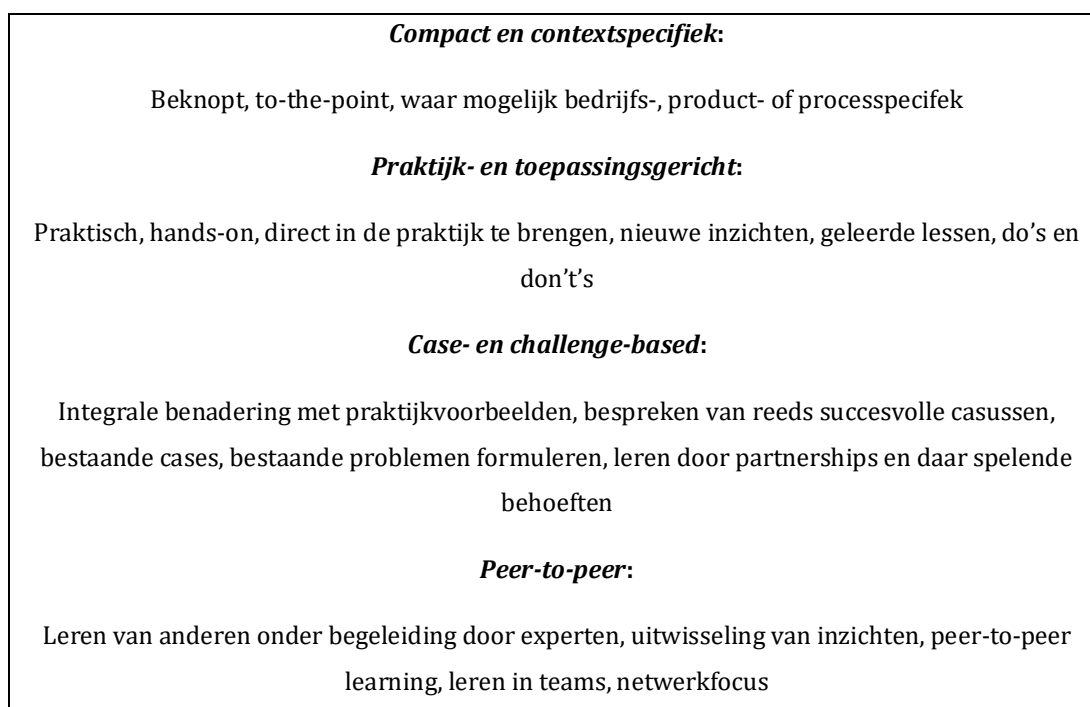 Compact en contextspecifiek:
Beknopt, to-the-point, waar mogelijk bedrijfs-, product- of processpecifek
Praktijk- en toepassingsgericht:
Praktisch, hands-on, direct in de praktijk te brengen, nieuwe inzichten, geleerde lessen, do’s en
don’t’s
Case- en challenge-based:
Integrale benadering met praktijkvoorbeelden, bespreken van reeds succesvolle casussen,
bestaande cases, bestaande problemen formuleren, leren door partnerships en daar spelende
behoeften
Peer-to-peer:
Leren van anderen onder begeleiding door experten, uitwisseling van inzichten, peer-to-peer
learning, leren in teams, netwerkfocus